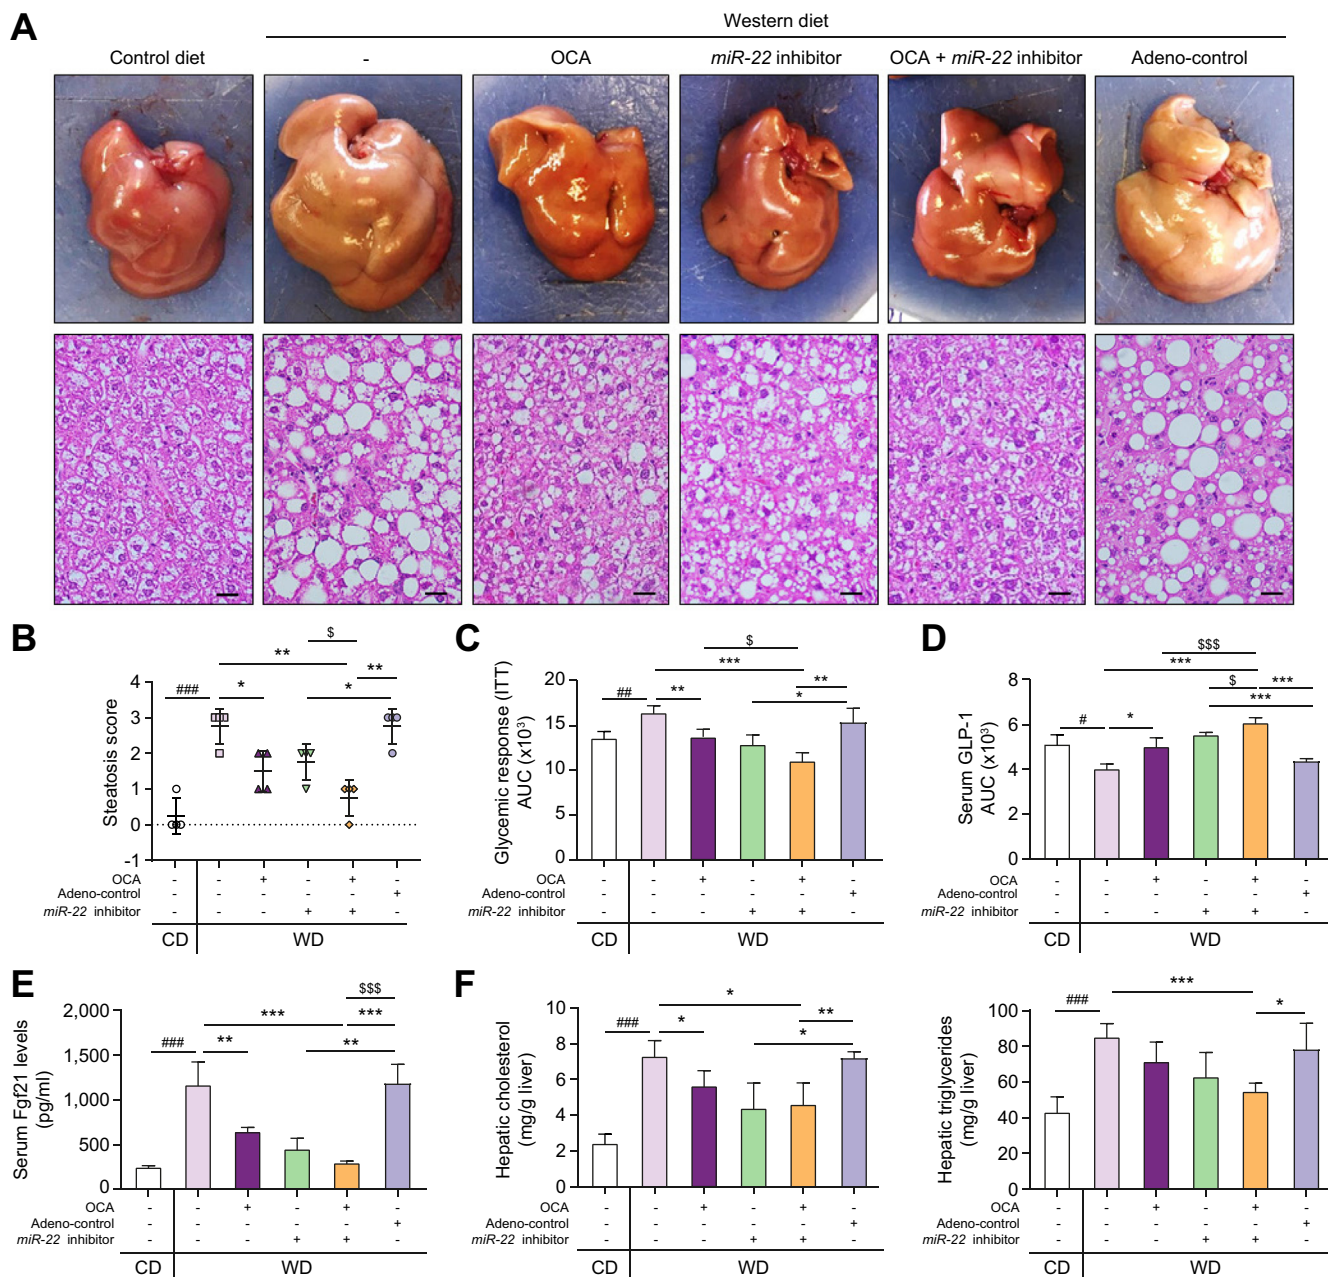 A
Western diet
Control diet - OCA miR-22 inhibitor OCA + miR-22 inhibitor Adeno-control
B
Steatosis score
4
3
2
1
0
-1
### * ** $ * **
OCA - - + - + -
Adeno-control - - - - - +
miR-22 inhibitor - - - + + -
CD WD
C
Glycemic response (ITT)
AUC (x10³)
20
15
10
5
0
## ** *** $ * **
OCA - - + - + -
Adeno-control - - - - - +
miR-22 inhibitor - - - + + -
CD WD
D
Serum GLP-1
AUC (x10³)
8
6
4
2
0
# * *** $$$ $ *** ***
OCA - - + - + -
Adeno-control - - - - - +
miR-22 inhibitor - - - + + -
CD WD
E
Serum Fgf21 levels
(pg/ml)
2,000
1,500
1,000
500
0
### ** *** $$$ *** **
OCA - - + - + -
Adeno-control - - - - - +
miR-22 inhibitor - - - + + -
CD WD
F
Hepatic cholesterol
(mg/g liver)
10
8
6
4
2
0
### * * ** *
OCA - - + - + -
Adeno-control - - - - - +
miR-22 inhibitor - - - + + -
CD WD
Hepatic triglycerides
(mg/g liver)
100
80
60
40
20
0
### *** *
OCA - - + - + -
Adeno-control - - - - - +
miR-22 inhibitor - - - + + -
CD WD